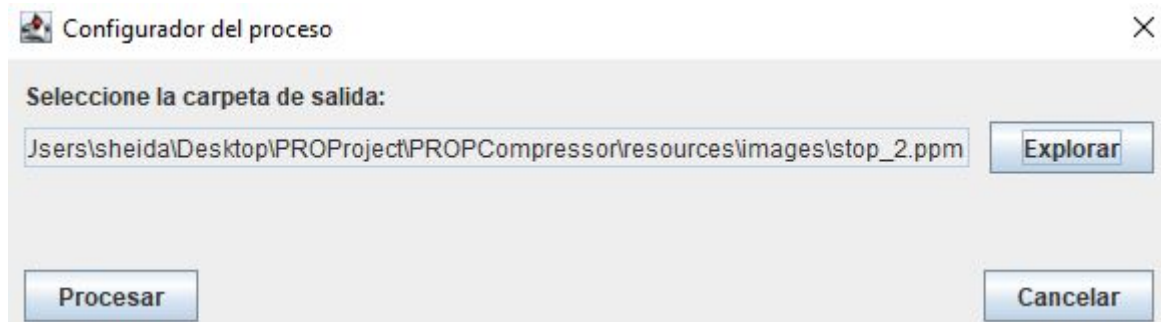 Configurador del proceso
Seleccione la carpeta de salida:
Jsers\sheida\Desktop\PROProject\PROPCompressor\resources\images\stop_2.ppm
Explorar
Procesar
Cancelar